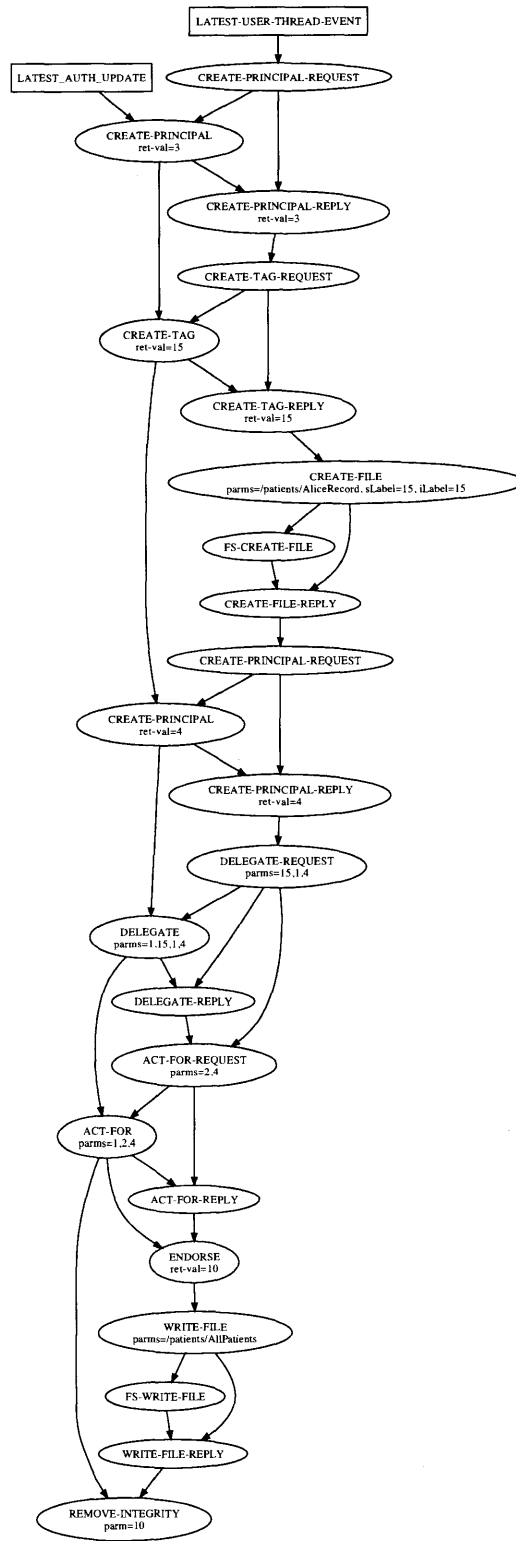 LATEST-USER-THREAD-EVENT
LATEST_AUTH_UPDATE
CREATE-PRINCIPAL-REQUEST
CREATE-PRINCIPAL
ret-val=3
CREATE-PRINCIPAL-REPLY
ret-val=3
CREATE-TAG-REQUEST
CREATE-TAG
ret-val=15
CREATE-TAG-REPLY
ret-val=15
CREATE-FILE
parms=/patients/AliceRecord, sLabel=15, iLabel=15
FS-CREATE-FILE
CREATE-FILE-REPLY
CREATE-PRINCIPAL-REQUEST
CREATE-PRINCIPAL
ret-val=4
CREATE-PRINCIPAL-REPLY
ret-val=4
DELEGATE-REQUEST
parms=15,1,4
DELEGATE
parms=1,15,1,4
DELEGATE-REPLY
ACT-FOR-REQUEST
parms=2,4
ACT-FOR
parms=1,2,4
ACT-FOR-REPLY
ENDORSE
ret-val=10
WRITE-FILE
parms=/patients/AllPatients
FS-WRITE-FILE
WRITE-FILE-REPLY
REMOVE-INTEGRITY
parm=10